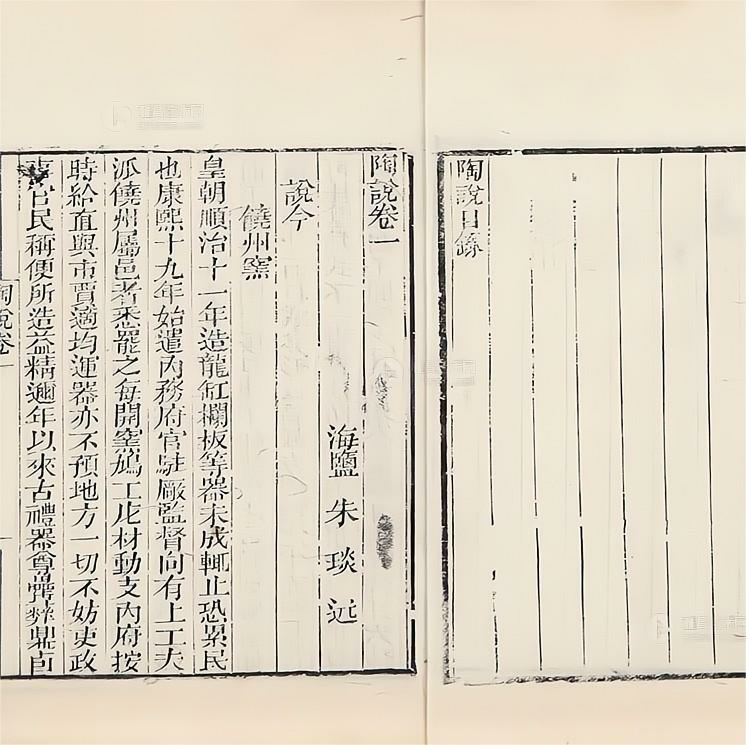 陶說目錄
陶說卷一
海鹽 朱 琰 述
說今
饒州窰
皇朝順治十一年造龍缸欄板等器未成輒止恐累民
也康熙十九年始遣內務府官駐廠監督向有上工夫
派饒州屬邑者悉罷之每開窰鳩工庀材動支內府按
時給直與市賈適均運器亦不預地方一切不妨吏政
官民稱便所造益精邇年以來古禮器尊罍彝鼎卣
陶說卷一